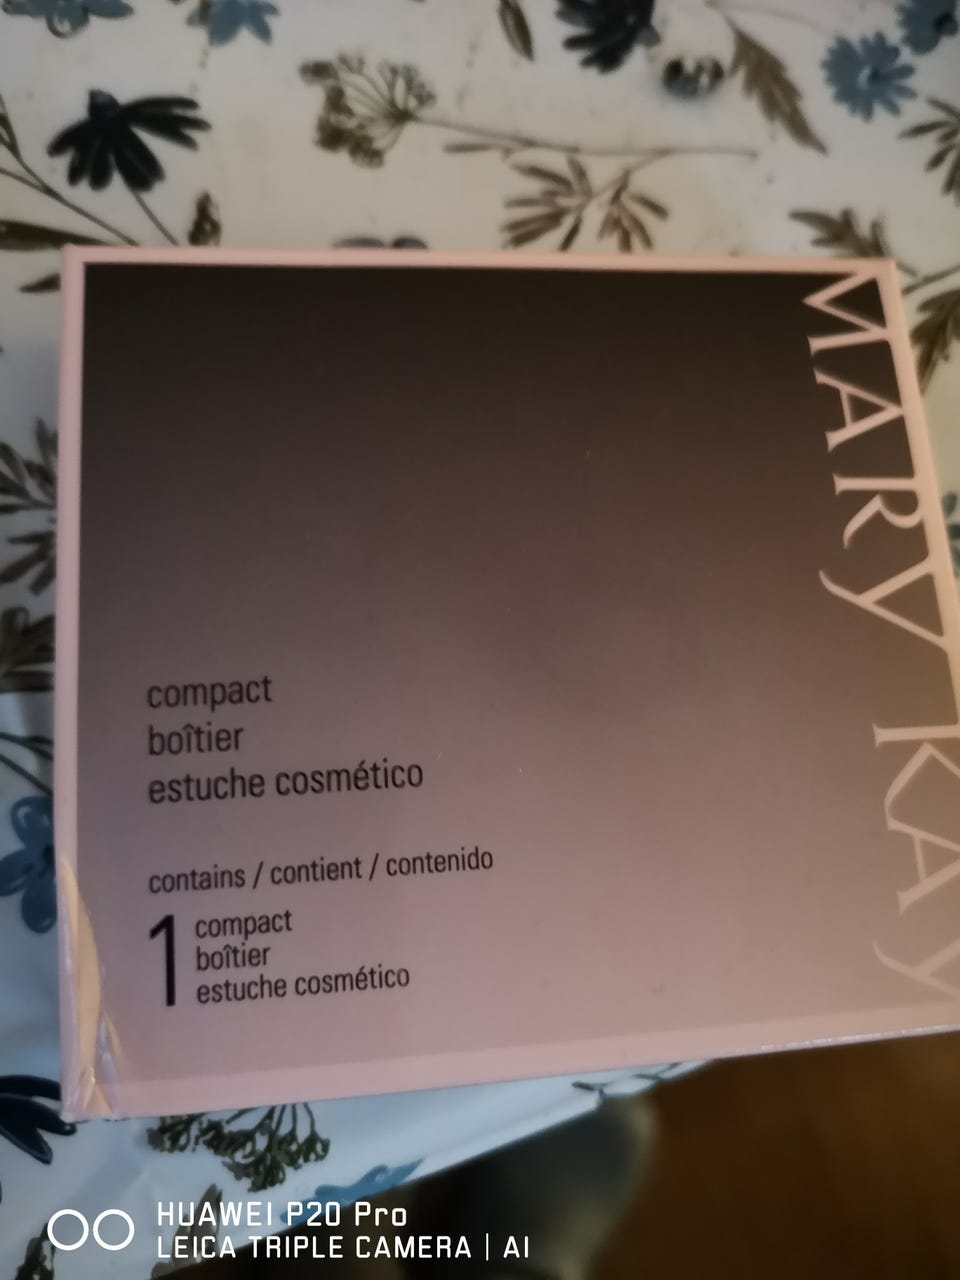 MARY KAY
compact
boîtier
estuche cosmético
contains / contient / contenido
1 compact
boîtier
estuche cosmético
HUAWEI P20 Pro
LEICA TRIPLE CAMERA | AI